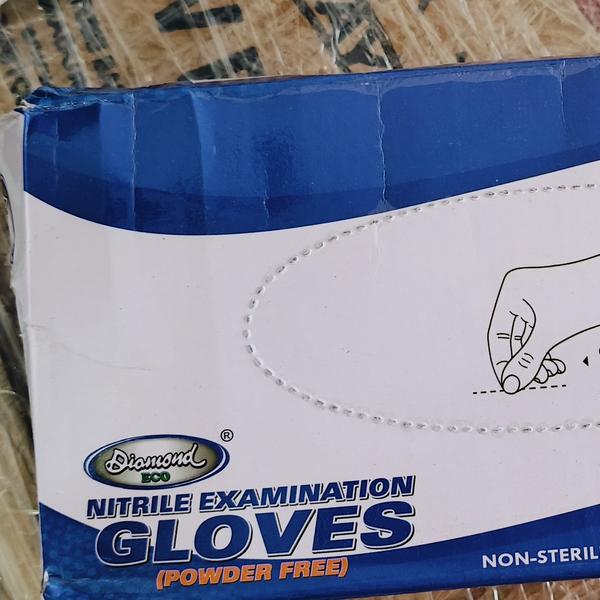 Diamond ®
ECO
NITRILE EXAMINATION
GLOVES
(POWDER FREE)
NON-STERIL